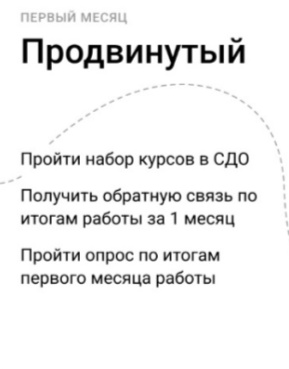 ПЕРВЫЙ МЕСЯЦ
Продвинутый
Пройти набор курсов в СДО
Получить обратную связь по
итогам работы за 1 месяц
Пройти опрос по итогам
первого месяца работы